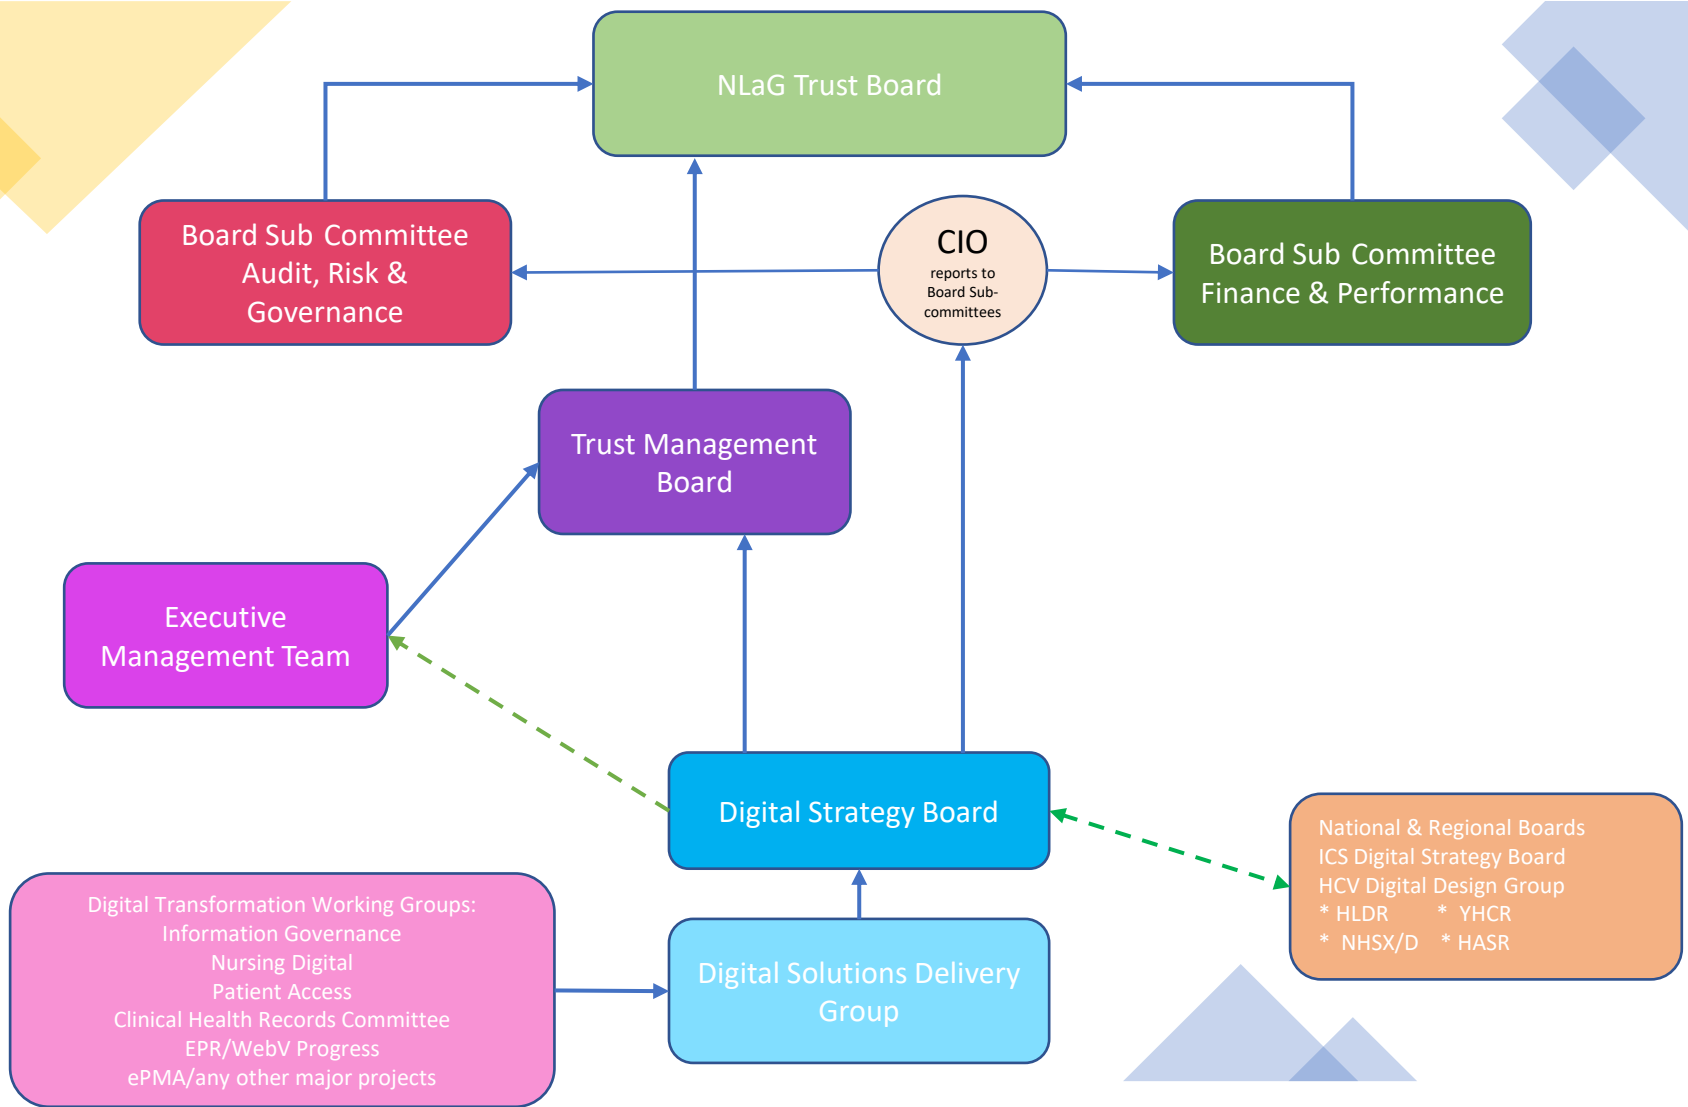 NLaG Trust Board
Board Sub Committee
Audit, Risk &
Governance
CIO
reports to
Board Sub-
committees
Board Sub Committee
Finance & Performance
Trust Management
Board
Executive
Management Team
Digital Strategy Board
National & Regional Boards
ICS Digital Strategy Board
HCV Digital Design Group
* HLDR * YHCR
* NHSX/D * HASR
Digital Transformation Working Groups:
Information Governance
Nursing Digital
Patient Access
Clinical Health Records Committee
EPR/WebV Progress
ePMA/any other major projects
Digital Solutions Delivery
Group